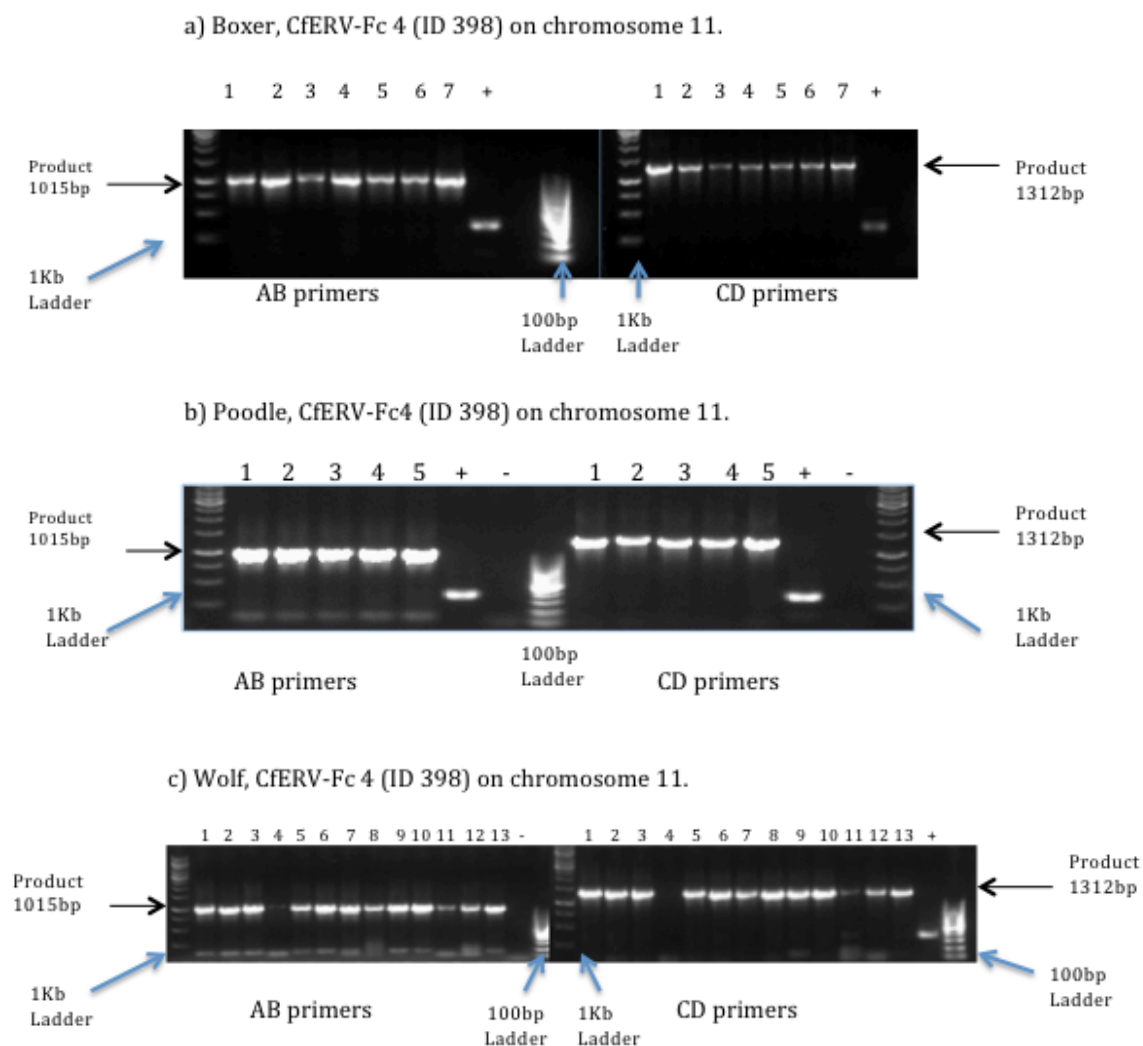 a) Boxer, CfERV-Fc 4 (ID 398) on chromosome 11.
1 2 3 4 5 6 7 + 1 2 3 4 5 6 7 +
Product
1015bp
Product
1312bp
1Kb
Ladder
AB primers
CD primers
100bp
Ladder
1Kb
Ladder
b) Poodle, CfERV-Fc4 (ID 398) on chromosome 11.
1 2 3 4 5 + - 1 2 3 4 5 + -
Product
1015bp
Product
1312bp
1Kb
Ladder
1Kb
Ladder
100bp
Ladder
AB primers
CD primers
c) Wolf, CfERV-Fc 4 (ID 398) on chromosome 11.
1 2 3 4 5 6 7 8 9 10 11 12 13 - 1 2 3 4 5 6 7 8 9 10 11 12 13 +
Product
1015bp
Product
1312bp
1Kb
Ladder
AB primers
100bp
Ladder
1Kb
Ladder
CD primers
100bp
Ladder